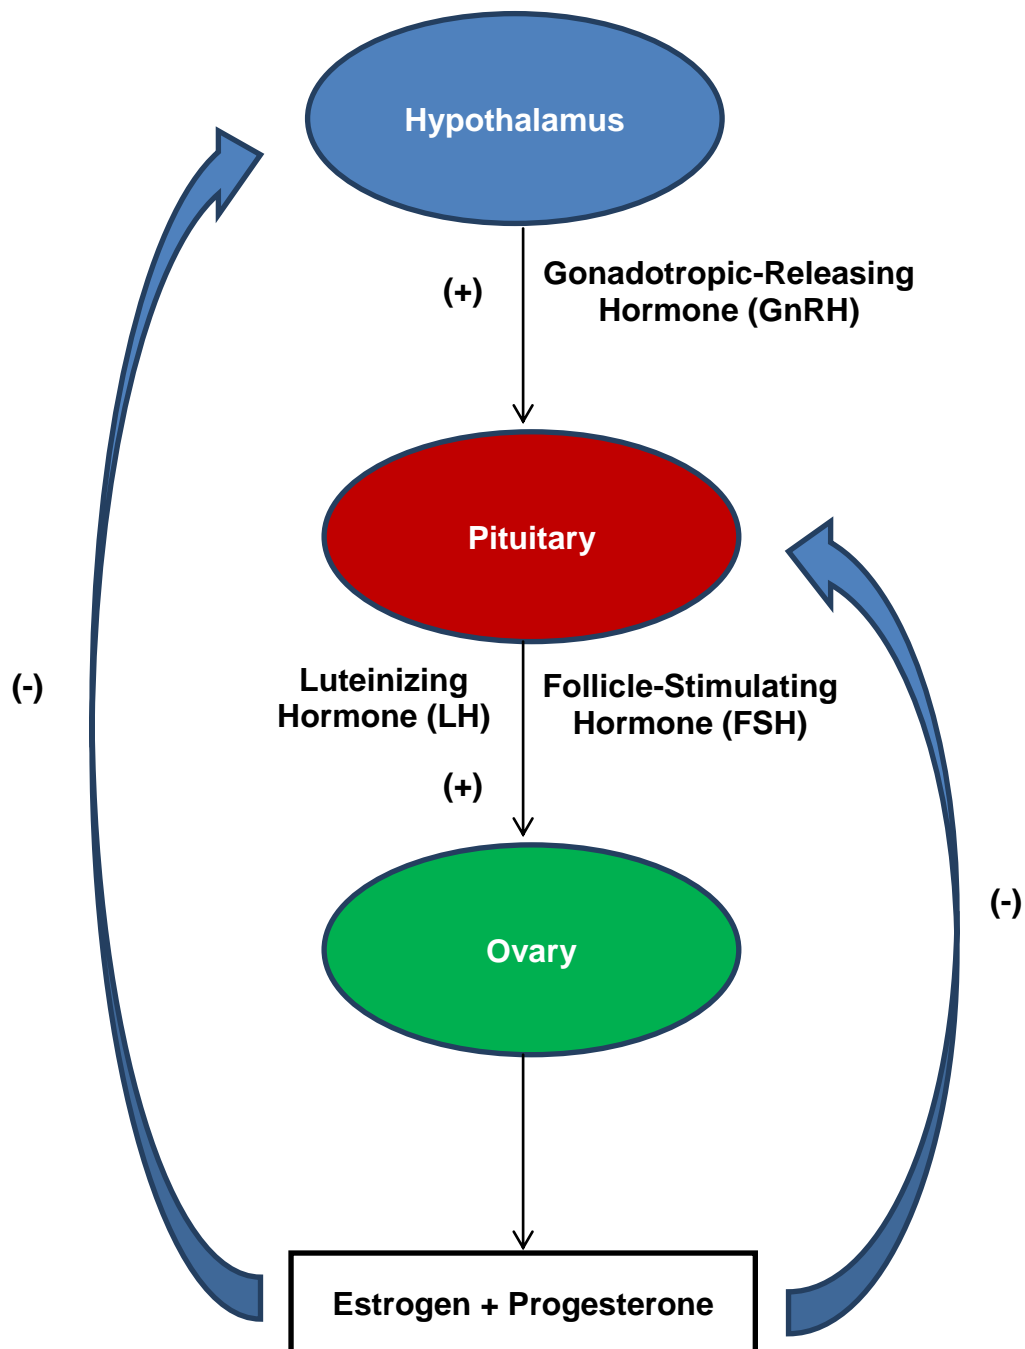 Hypothalamus
(+)
Gonadotropic-Releasing
Hormone (GnRH)
Pituitary
(-)
Luteinizing
Hormone (LH)
Follicle-Stimulating
Hormone (FSH)
(+)
(-)
Ovary
Estrogen + Progesterone